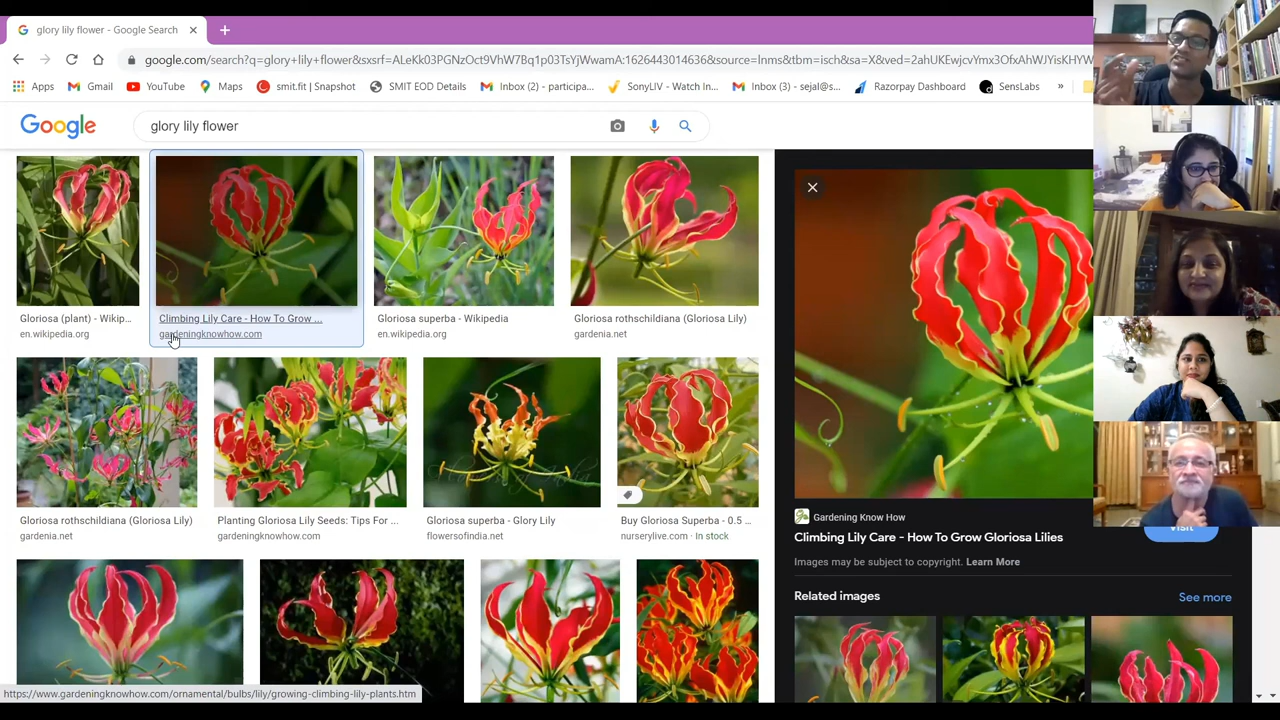 glory lily flower - Google Search
google.com/search?q=glory+lily+flower&sxsrf=ALeKk03PGNzOgSVhW7Bq1p03TsYjWwamA:1626443014636&source=lnms&tbm=isch&sa=X&ved=2ahUKEwjcvYmx3OfxAhWJYisKHYW
Apps Gmail YouTube Maps smit.fit | Snapshot SMIT EOD Details Inbox (2) - participa... SonyLIV - Watch In... Inbox (3) - sejal@s... Razorpay Dashboard SensLabs »
Google glory lily flower
Gloriosa (plant) - Wikip...
en.wikipedia.org
Climbing Lily Care - How To Grow ...
gardeningknowhow.com
Gloriosa superba - Wikipedia
en.wikipedia.org
Gloriosa rothschildiana (Gloriosa Lily)
gardenia.net
Gloriosa rothschildiana (Gloriosa Lily)
gardenia.net
Planting Gloriosa Lily Seeds: Tips For ...
gardeningknowhow.com
Gloriosa superba - Glory Lily
flowersofindia.net
Buy Gloriosa Superba - 0.5 ...
nurserylive.com · In stock
Gardening Know How
Climbing Lily Care - How To Grow Gloriosa Lilies
Visit
Images may be subject to copyright. Learn More
Related images See more
https://www.gardeningknowhow.com/ornamental/bulbs/lily/growing-climbing-lily-plants.htm